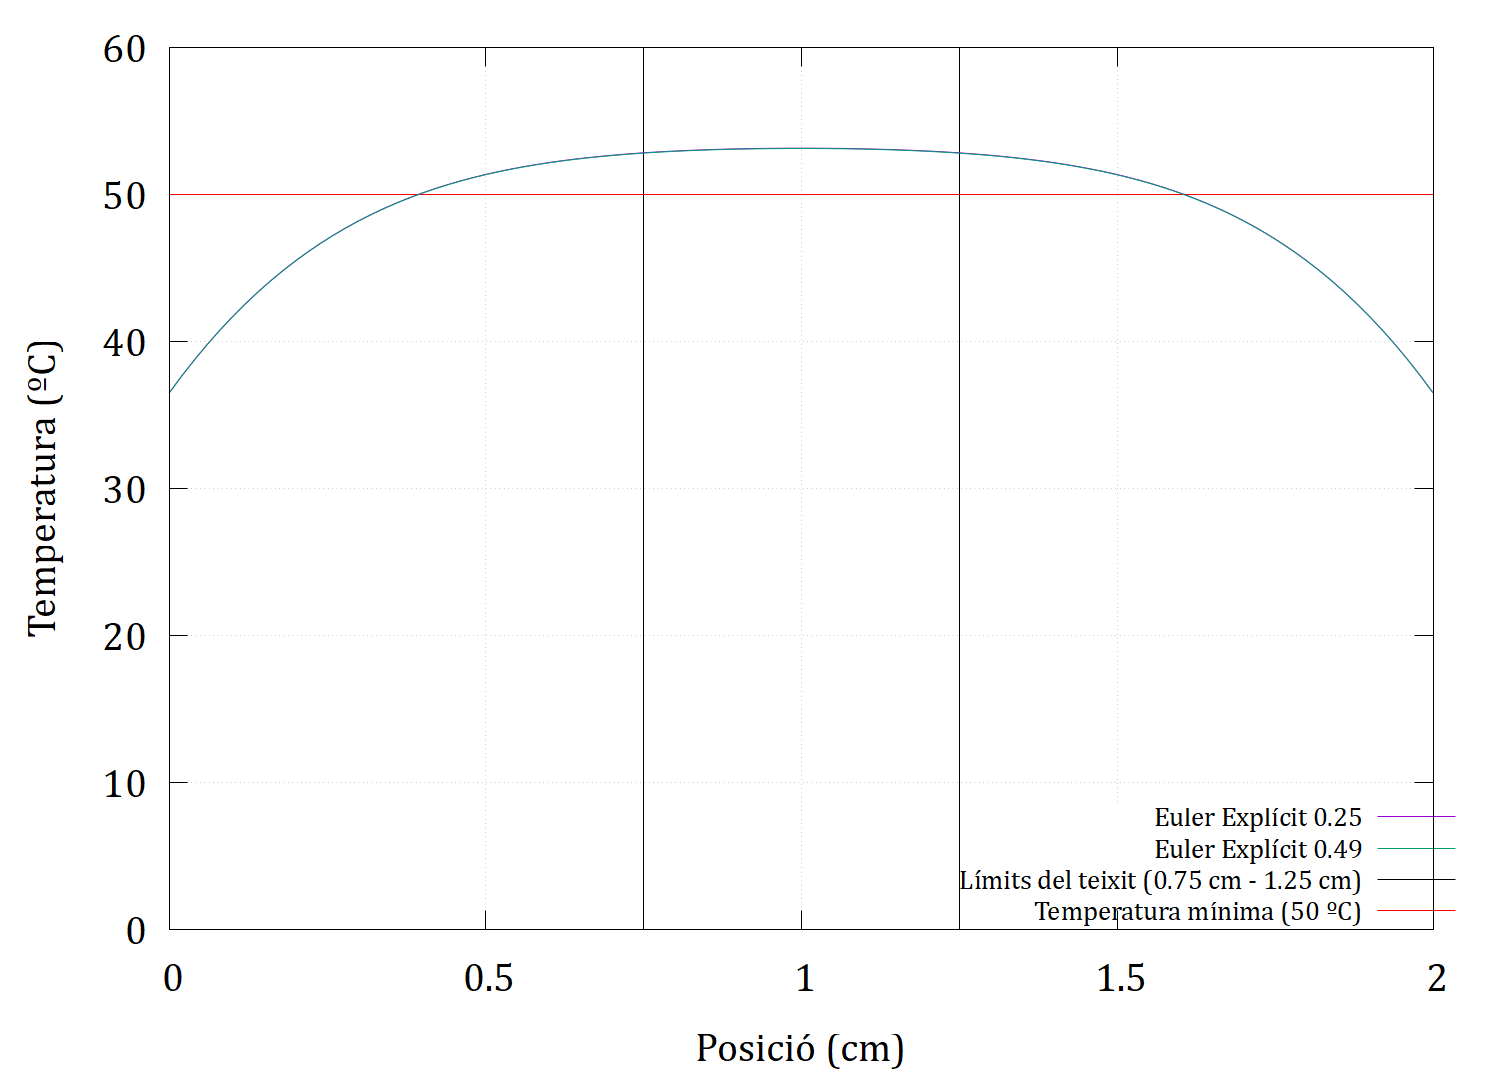 60
50
40
30
20
10
0
Temperatura (ºC)
Euler Explícit 0.25
Euler Explícit 0.49
Límits del teixit (0.75 cm - 1.25 cm)
Temperatura mínima (50 ºC)
0 0.5 1 1.5 2
Posició (cm)